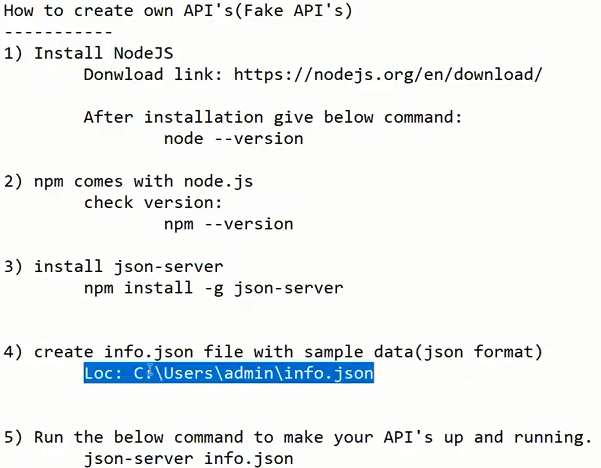 How to create own API's(Fake API's)
-----------
1) Install NodeJS
Donwload link: https://nodejs.org/en/download/
After installation give below command:
node --version
2) npm comes with node.js
check version:
npm --version
3) install json-server
npm install -g json-server
4) create info.json file with sample data(json format)
Loc: C:\Users\admin\info.json
5) Run the below command to make your API's up and running.
json-server info.json